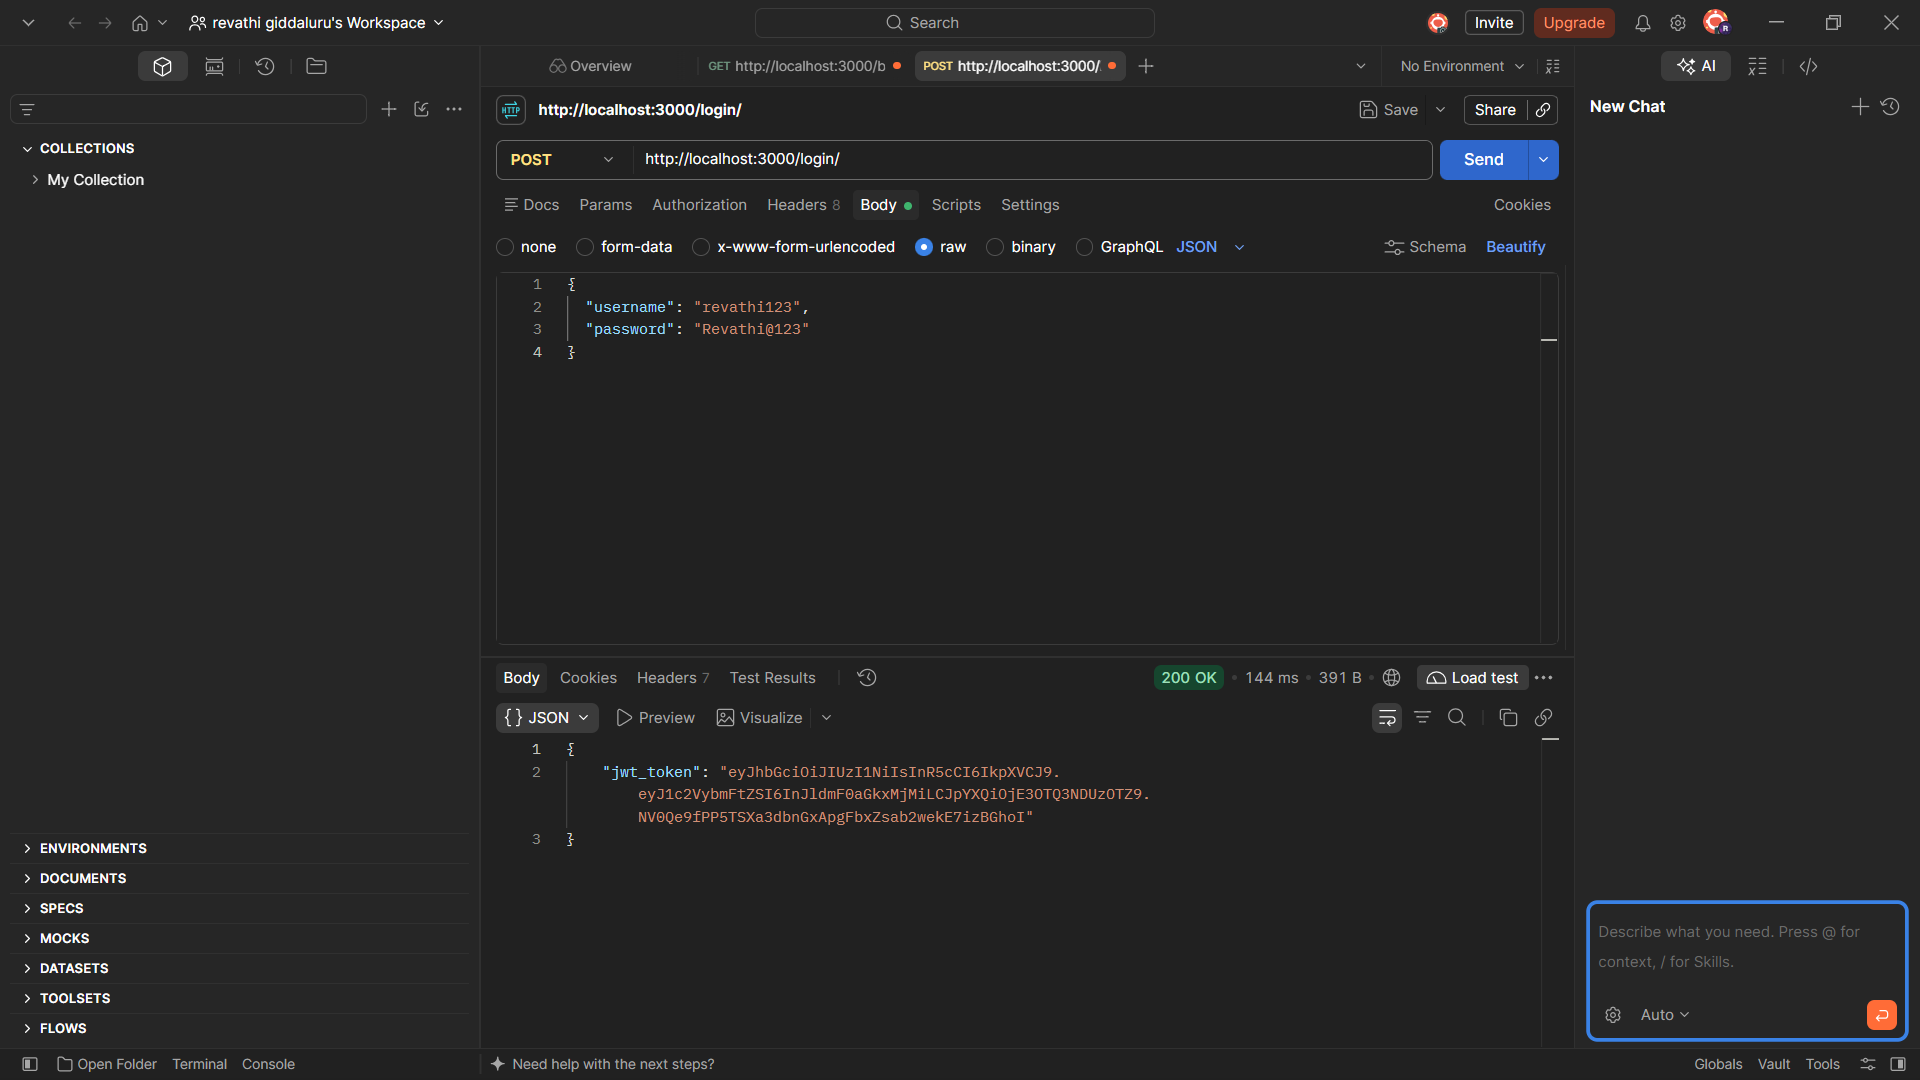 revathi giddaluru's Workspace
Search
Invite
Upgrade
Overview
GET http://localhost:3000/b
POST http://localhost:3000/
No Environment
AI
HTTP
http://localhost:3000/login/
Save
Share
New Chat
COLLECTIONS
My Collection
POST
http://localhost:3000/login/
Send
Docs
Params
Authorization
Headers 8
Body
Scripts
Settings
Cookies
none
form-data
x-www-form-urlencoded
raw
binary
GraphQL
JSON
Schema
Beautify
1 {
2 "username": "revathi123",
3 "password": "Revathi@123"
4 }
Body
Cookies
Headers 7
Test Results
200 OK
144 ms
391 B
Load test
{} JSON
Preview
Visualize
1 {
2 "jwt_token": "eyJhbGciOiJIUzI1NiIsInR5cCI6IkpXVCJ9.
eyJ1c2VybmFtZSI6InJldmF0aGkxMjMiLCJpYXQiOjE3OTQ3NDUzOTZ9.
NV0Qe9fPP5TSXa3dbnGxApgFbxZsab2wekE7izBGhoI"
3 }
ENVIRONMENTS
DOCUMENTS
SPECS
MOCKS
DATASETS
TOOLSETS
FLOWS
Describe what you need. Press @ for
context, / for Skills.
Auto
Open Folder
Terminal
Console
Need help with the next steps?
Globals
Vault
Tools